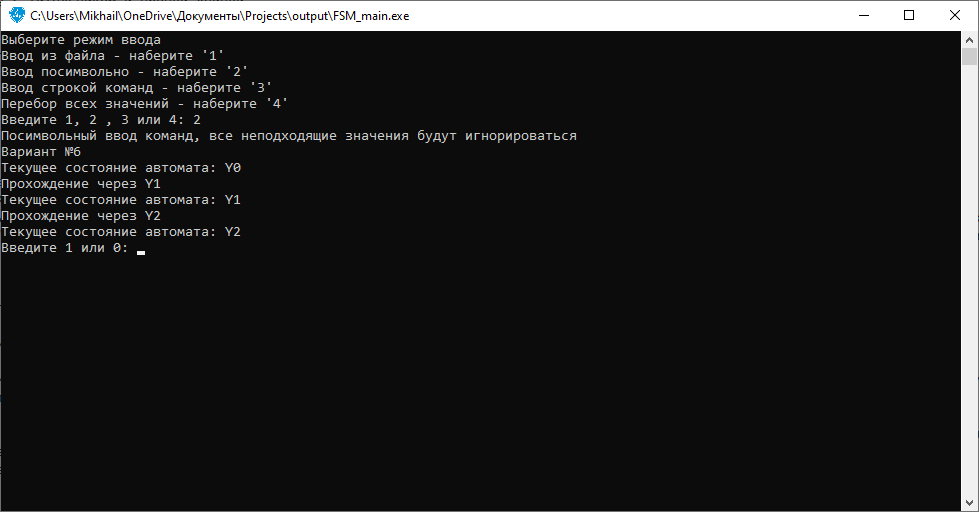 C:\Users\Mikhail\OneDrive\Документы\Projects\output\FSM_main.exe
Выберите режим ввода
Ввод из файла - наберите '1'
Ввод посимвольно - наберите '2'
Ввод строкой команд - наберите '3'
Перебор всех значений - наберите '4'
Введите 1, 2 , 3 или 4: 2
Посимвольный ввод команд, все неподходящие значения будут игнорироваться
Вариант №6
Текущее состояние автомата: Y0
Прохождение через Y1
Текущее состояние автомата: Y1
Прохождение через Y2
Текущее состояние автомата: Y2
Введите 1 или 0: